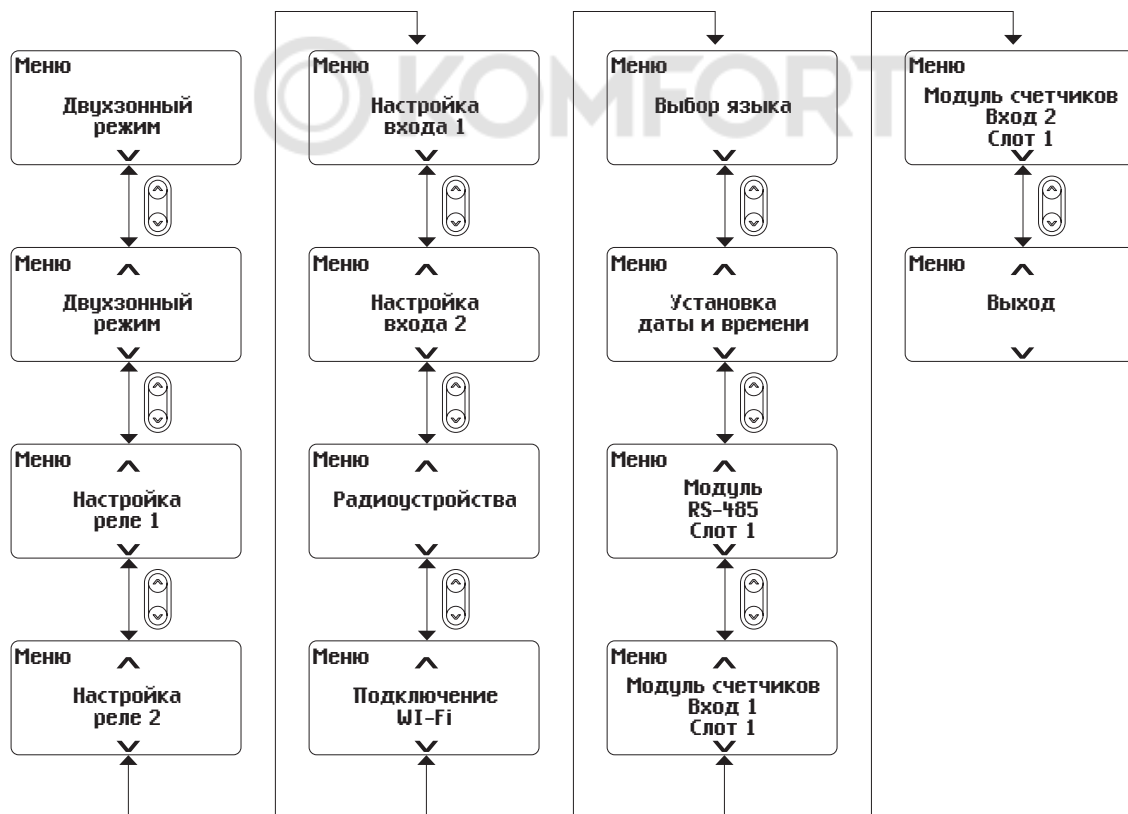 KOMFORT
Меню
Двухзонный
режим
Меню
Двухзонный
режим
Меню
Настройка
реле 1
Меню
Настройка
реле 2
Меню
Настройка
входа 1
Меню
Настройка
входа 2
Меню
Радиоустройства
Меню
Подключение
WI-Fi
Меню
Выбор языка
Меню
Установка
даты и времени
Меню
Модуль
RS-485
Слот 1
Меню
Модуль счетчиков
Вход 1
Слот 1
Меню
Модуль счетчиков
Вход 2
Слот 1
Меню
Выход